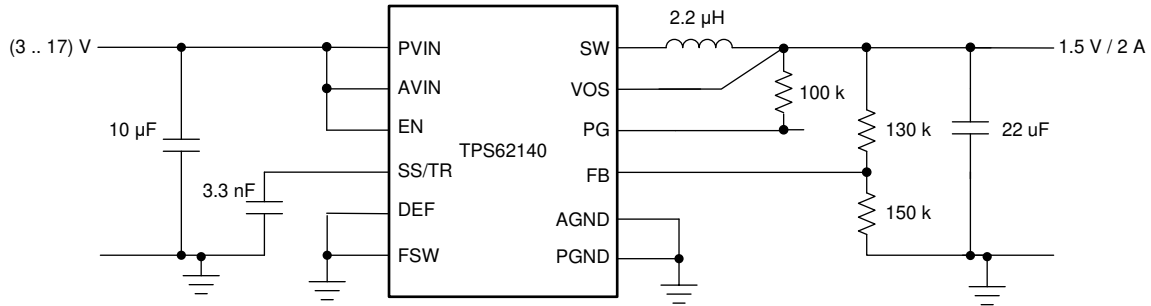 (3 .. 17) V
10 µF
3.3 nF
PVIN
AVIN
EN
SS/TR
DEF
FSW
TPS62140
SW
VOS
PG
FB
AGND
PGND
2.2 µH
100 k
130 k
150 k
22 uF
1.5 V / 2 A